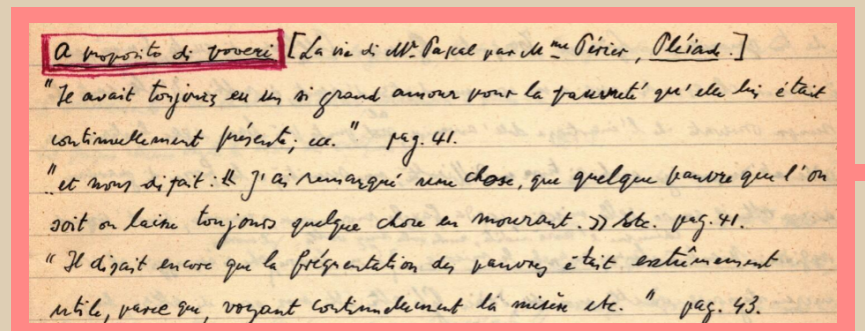 A proposito di poveri [La vie di Mr. Pascal par Mme Périer, Pléiade.]
"Il avait toujours eu un si grand amour pour la pauvreté qu'elle lui était
continuellement présente; ecc." pag. 41.
"et nous disait: « J'ai remarqué une chose, que quelque pauvre que l'on
soit on laisse toujours quelque chose en mourant. » Etc. pag. 41.
"Il disait encore que la fréquentation des pauvres était extrêmement
utile, parce que, voyant continuellement la misère etc." pag. 43.